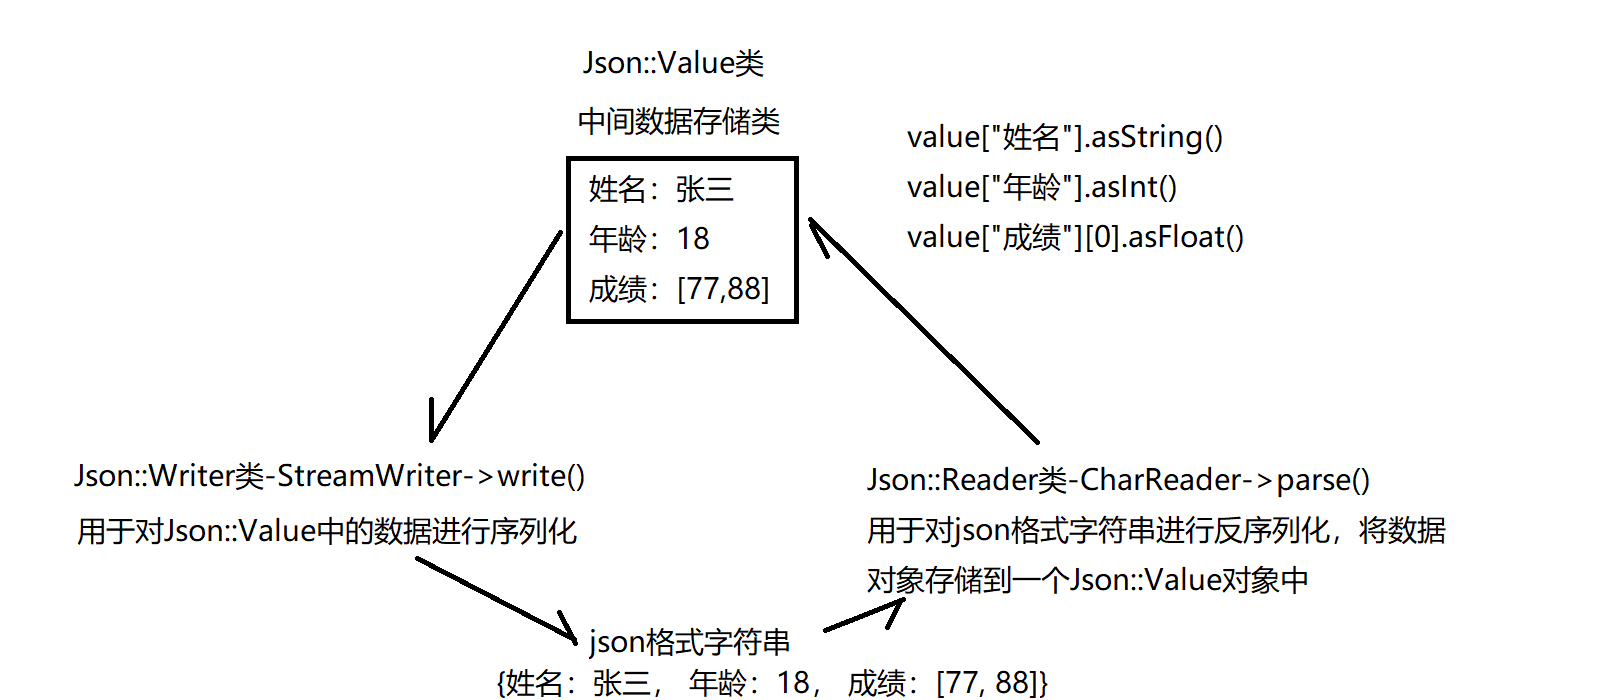 Json::Value类
中间数据存储类
姓名：张三
年龄：18
成绩：[77,88]
value["姓名"].asString()
value["年龄"].asInt()
value["成绩"][0].asFloat()
Json::Writer类-StreamWriter->write()
用于对Json::Value中的数据进行序列化
Json::Reader类-CharReader->parse()
用于对json格式字符串进行反序列化，将数据
对象存储到一个Json::Value对象中
json格式字符串
{姓名：张三， 年龄：18， 成绩：[77, 88]}